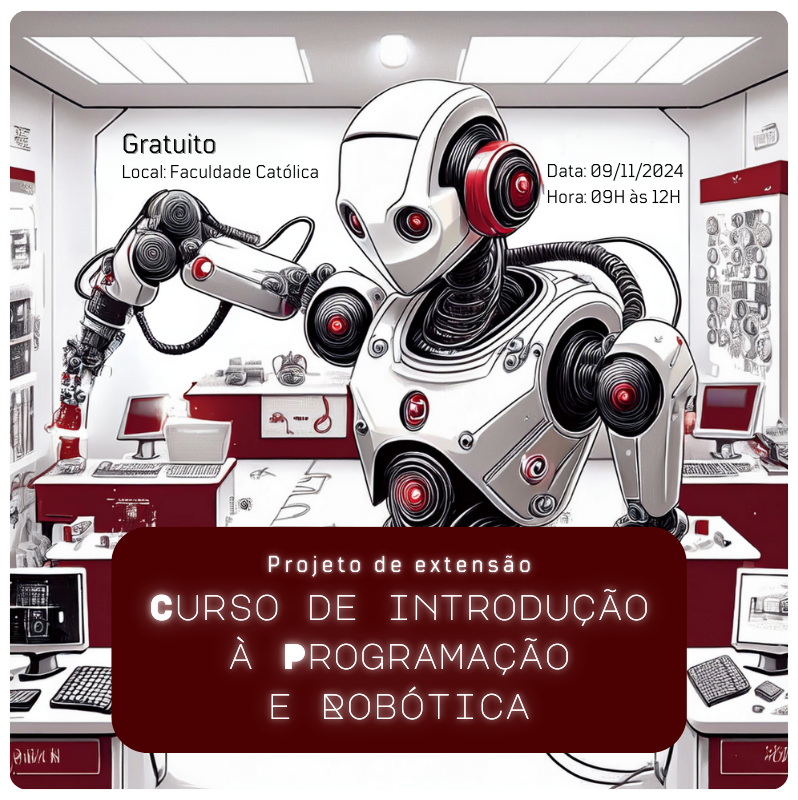 Gratuito
Local: Faculdade Católica
Data: 09/11/2024
Hora: 09H às 12H
Projeto de extensão
Curso de introdução
à Programação
e Robótica